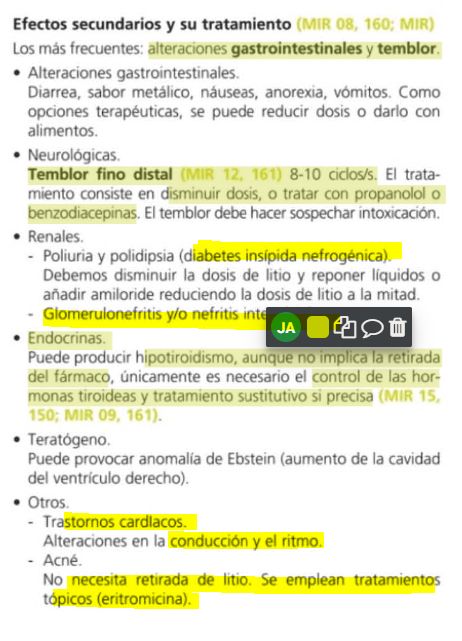 Efectos secundarios y su tratamiento (MIR 08, 160; MIR)
Los más frecuentes: alteraciones gastrointestinales y temblor.
• Alteraciones gastrointestinales.
Diarrea, sabor metálico, náuseas, anorexia, vómitos. Como
opciones terapéuticas, se puede reducir dosis o darlo con
alimentos.
• Neurológicas.
Temblor fino distal (MIR 12, 161) 8-10 ciclos/s. El trata-
miento consiste en disminuir dosis, o tratar con propanolol o
benzodiacepinas. El temblor debe hacer sospechar intoxicación.
• Renales.
- Poliuria y polidipsia (diabetes insípida nefrogénica).
Debemos disminuir la dosis de litio y reponer líquidos o
añadir amiloride reduciendo la dosis de litio a la mitad.
- Glomerulonefritis y/o nefritis
JA
• Endocrinas.
Puede producir hipotiroidismo, aunque no implica la retirada
del fármaco, únicamente es necesario el control de las hor-
monas tiroideas y tratamiento sustitutivo si precisa (MIR 15,
150; MIR 09, 161).
• Teratógeno.
Puede provocar anomalía de Ebstein (aumento de la cavidad
del ventrículo derecho).
• Otros.
- Trastornos cardíacos.
Alteraciones en la conducción y el ritmo.
- Acné.
No necesita retirada de litio. Se emplean tratamientos
tópicos (eritromicina).